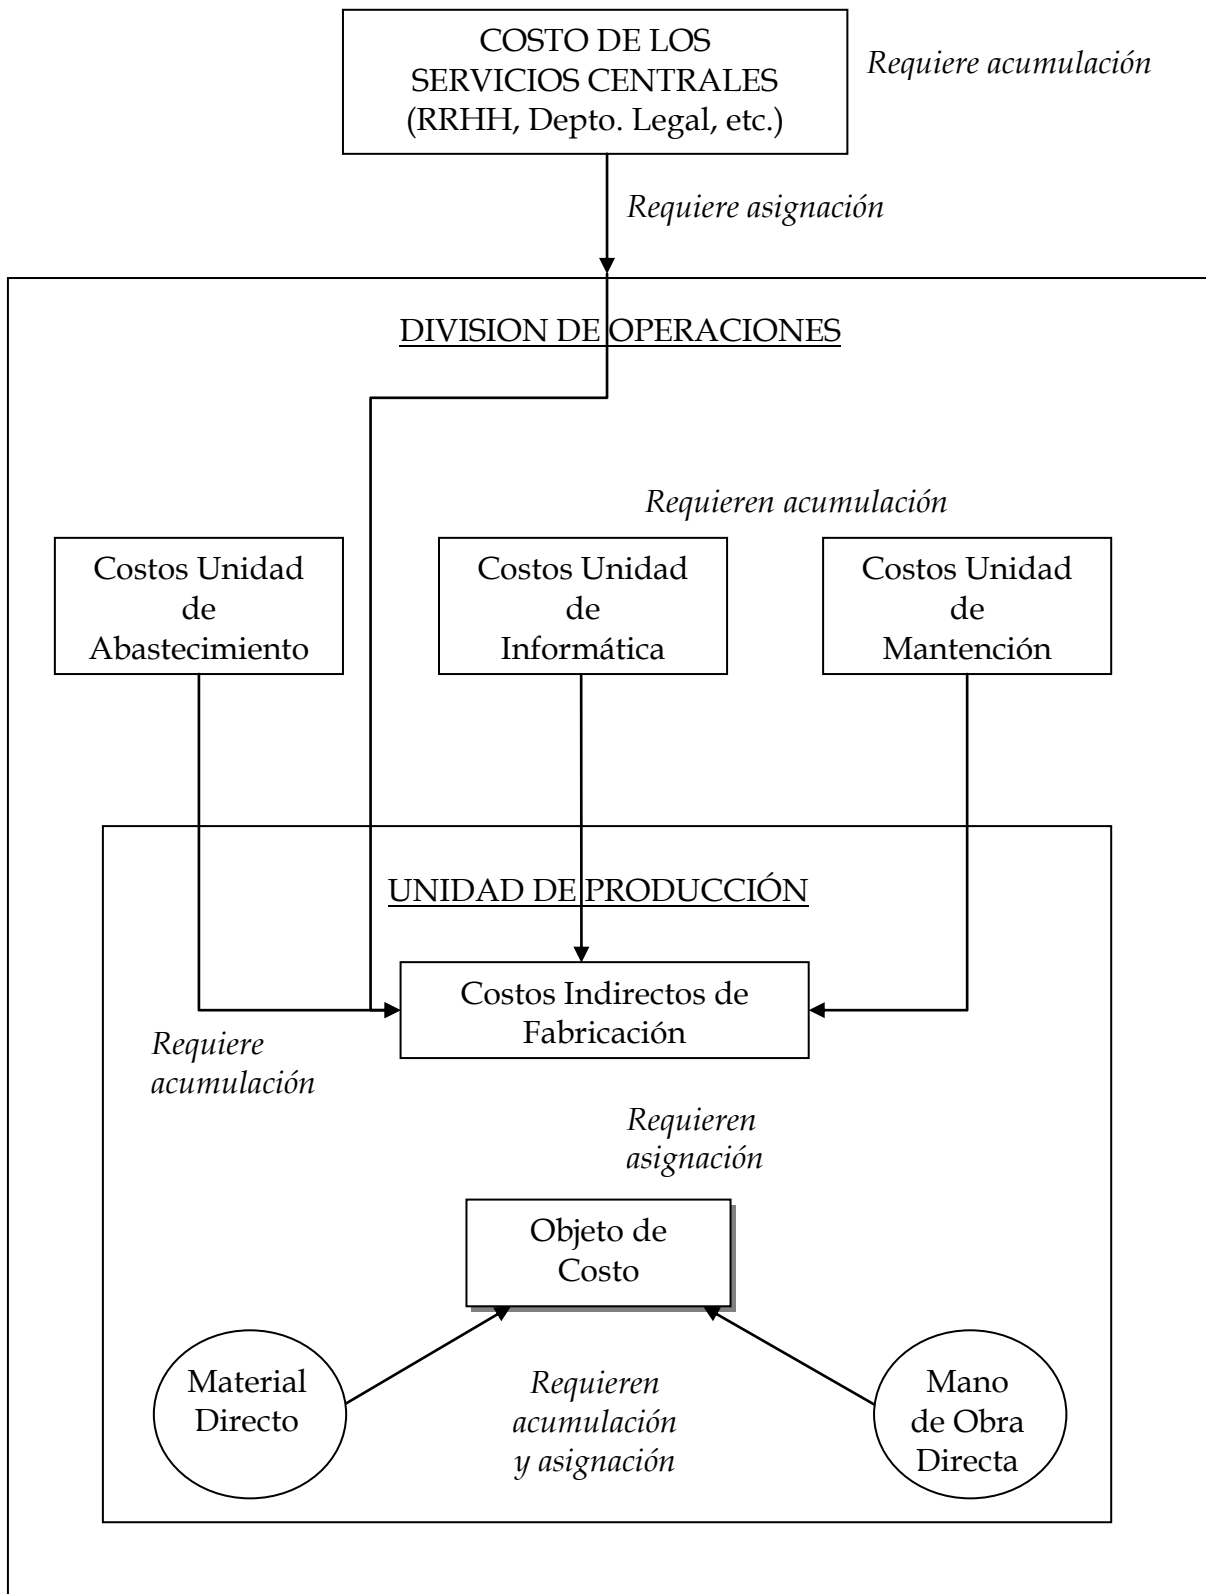 COSTO DE LOS
SERVICIOS CENTRALES
(RRHH, Depto. Legal, etc.)
Requiere acumulación
Requiere asignación
DIVISION DE OPERACIONES
Requieren acumulación
Costos Unidad
de
Abastecimiento
Costos Unidad
de
Informática
Costos Unidad
de
Mantención
UNIDAD DE PRODUCCIÓN
Costos Indirectos de
Fabricación
Requiere
acumulación
Requieren
asignación
Objeto de
Costo
Material
Directo
Requieren
acumulación
y asignación
Mano
de Obra
Directa